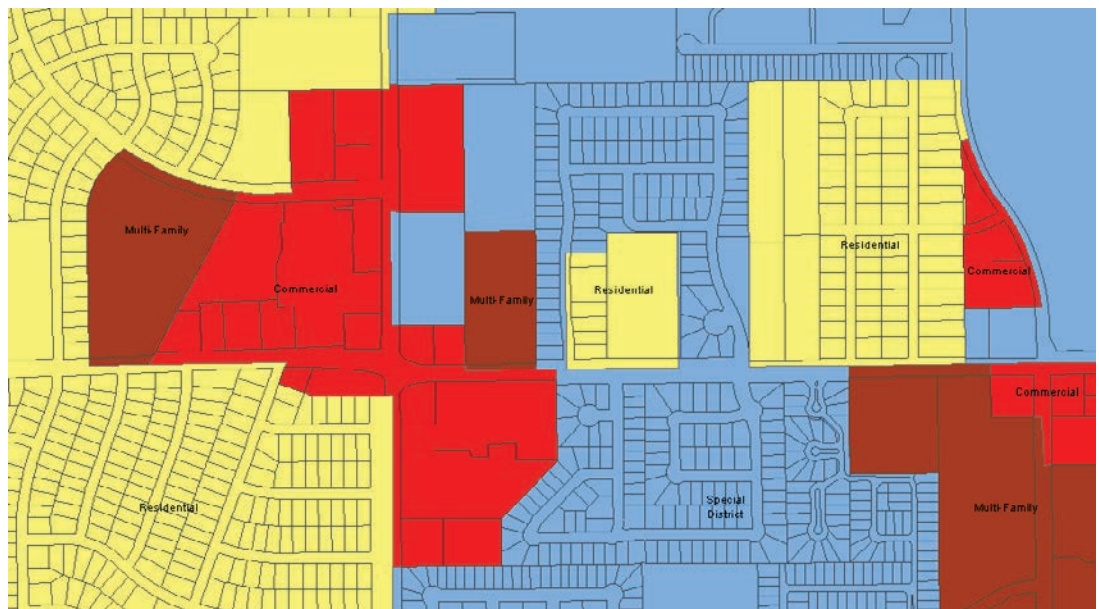 Multi-Family
Residential
Commercial
Commercial
Multi-Family
Residential
Commercial
Residential
Special
District
Multi-Family